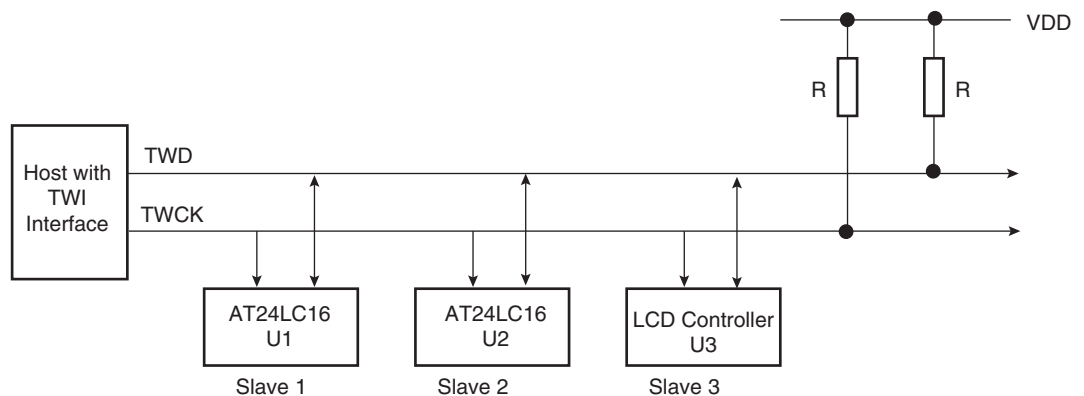 VDD
R
R
Host with
TWI
Interface
TWD
TWCK
AT24LC16
U1
AT24LC16
U2
LCD Controller
U3
Slave 1
Slave 2
Slave 3